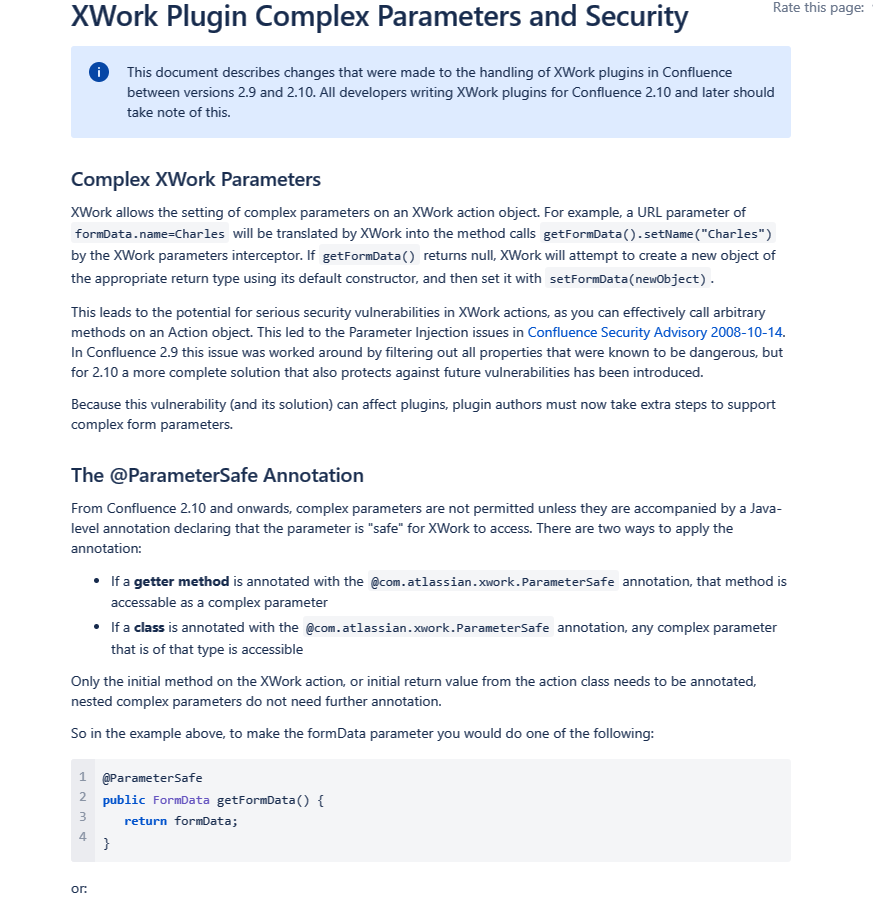 XWork Plugin Complex Parameters and Security
Rate this page:
This document describes changes that were made to the handling of XWork plugins in Confluence
between versions 2.9 and 2.10. All developers writing XWork plugins for Confluence 2.10 and later should
take note of this.
Complex XWork Parameters
XWork allows the setting of complex parameters on an XWork action object. For example, a URL parameter of
formData.name=Charles will be translated by XWork into the method calls getFormData().setName("Charles")
by the XWork parameters interceptor. If getFormData() returns null, XWork will attempt to create a new object of
the appropriate return type using its default constructor, and then set it with setFormData(newObject) .
This leads to the potential for serious security vulnerabilities in XWork actions, as you can effectively call arbitrary
methods on an Action object. This led to the Parameter Injection issues in Confluence Security Advisory 2008-10-14.
In Confluence 2.9 this issue was worked around by filtering out all properties that were known to be dangerous, but
for 2.10 a more complete solution that also protects against future vulnerabilities has been introduced.
Because this vulnerability (and its solution) can affect plugins, plugin authors must now take extra steps to support
complex form parameters.
The @ParameterSafe Annotation
From Confluence 2.10 and onwards, complex parameters are not permitted unless they are accompanied by a Java-
level annotation declaring that the parameter is "safe" for XWork to access. There are two ways to apply the
annotation:
• If a getter method is annotated with the @com.atlassian.xwork.ParameterSafe annotation, that method is
accessable as a complex parameter
• If a class is annotated with the @com.atlassian.xwork.ParameterSafe annotation, any complex parameter
that is of that type is accessible
Only the initial method on the XWork action, or initial return value from the action class needs to be annotated,
nested complex parameters do not need further annotation.
So in the example above, to make the formData parameter you would do one of the following:
1 @ParameterSafe
2 public FormData getFormData() {
3 return formData;
4 }
or: